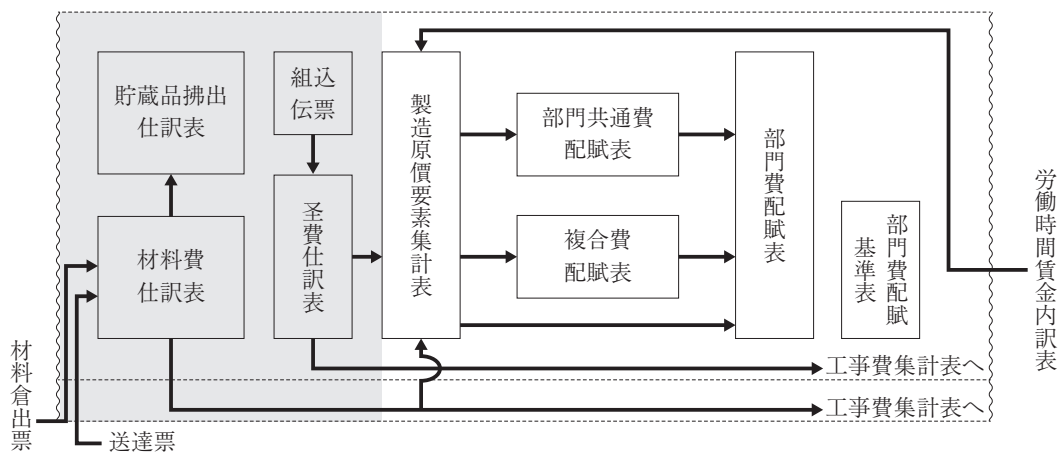 貯蔵品拂出
仕訳表
組込
伝票
製造原價要素集計表
部門共通費
配賦表
部門費配賦表
材料費
仕訳表
圣費仕訳表
複合費
配賦表
部門費配賦
基準表
労働時間賃金内訳表
工事費集計表へ
工事費集計表へ
材料倉出票
送達票